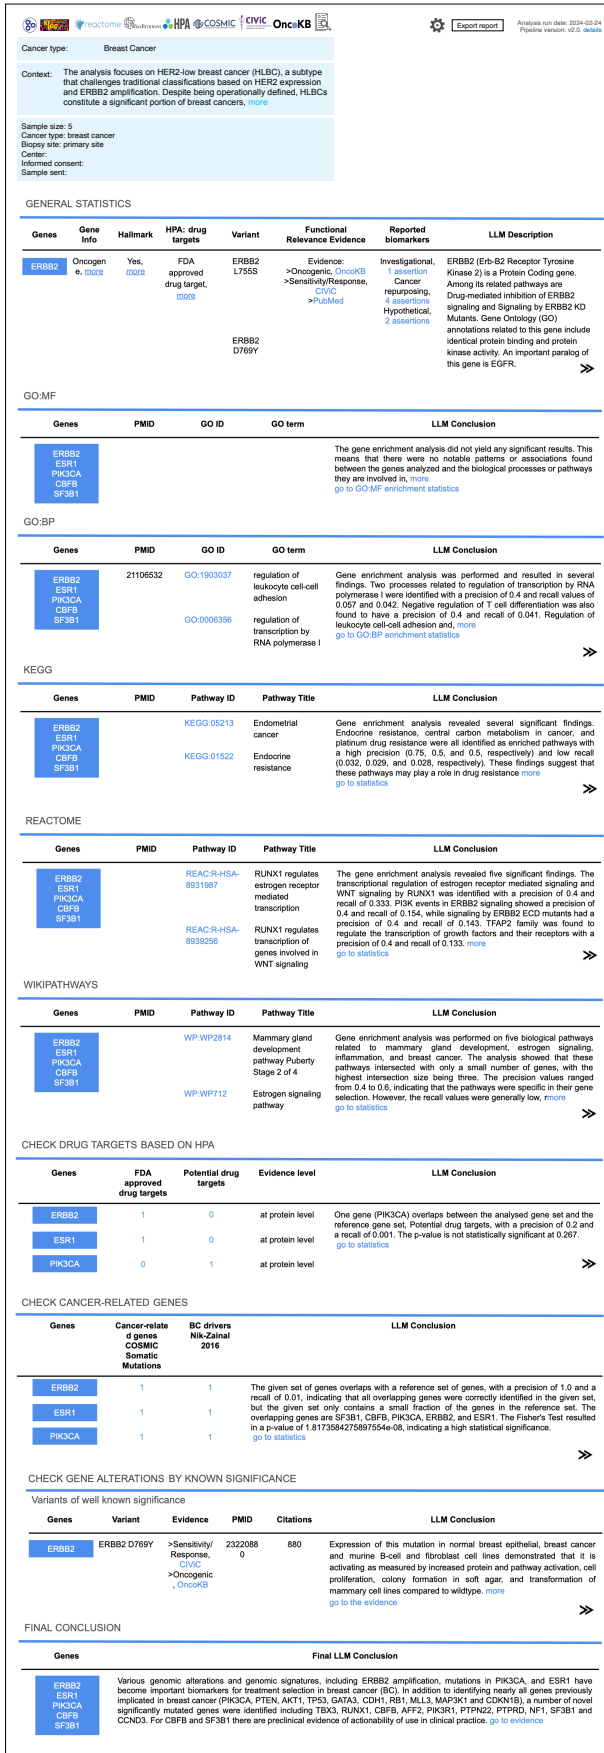 reactome WIKIPATHWAYS HPA COSMIC CIViC OncoKB Export report Analysis run date: 2024-02-24
Pipeline version: v2.0. details
Cancer type: Breast Cancer
Context: The analysis focuses on HER2-low breast cancer (HLBC), a subtype
that challenges traditional classifications based on HER2 expression
and ERBB2 amplification. Despite being operationally defined, HLBCs
constitute a significant portion of breast cancers, more
Sample size: 5
Cancer type: breast cancer
Biopsy site: primary site
Center:
Informed consent:
Sample sent:
GENERAL STATISTICS
Genes Gene Info Hallmark HPA: drug targets Variant Functional Relevance Evidence Reported biomarkers LLM Description
ERBB2 Oncogen Yes, FDA ERBB2 Evidence: Investigational, ERBB2 (Erb-B2 Receptor Tyrosine
e, more more approved L755S >Oncogenic, OncoKB 1 assertion Kinase 2) is a Protein Coding gene.
drug target, >Sensitivity/Response, Cancer Among its related pathways are
more CIViC repurposing, Drug-mediated inhibition of ERBB2
>PubMed 4 assertions signaling and Signaling by ERBB2 KD
Hypothetical, Mutants. Gene Ontology (GO)
2 assertions annotations related to this gene include
ERBB2 identical protein binding and protein
D769Y kinase activity. An important paralog of
this gene is EGFR.
GO:MF
Genes PMID GO ID GO term LLM Conclusion
ERBB2 The gene enrichment analysis did not yield any significant results. This
ESR1 means that there were no notable patterns or associations found
PIK3CA between the genes analyzed and the biological processes or pathways
CBFB they are involved in, more
SF3B1 go to GO:MF enrichment statistics
GO:BP
Genes PMID GO ID GO term LLM Conclusion
ERBB2 21106532 GO:1903037 regulation of Gene enrichment analysis was performed and resulted in several
ESR1 leukocyte cell-cell findings. Two processes related to regulation of transcription by RNA
PIK3CA adhesion polymerase I were identified with a precision of 0.4 and recall values of
CBFB 0.057 and 0.042. Negative regulation of T cell differentiation was also
SF3B1 GO:0006356 regulation of found to have a precision of 0.4 and recall of 0.041. Regulation of
transcription by leukocyte cell-cell adhesion and, more
RNA polymerase I go to GO:BP enrichment statistics
KEGG
Genes PMID Pathway ID Pathway Title LLM Conclusion
ERBB2 KEGG:05213 Endometrial Gene enrichment analysis revealed several significant findings.
ESR1 cancer Endocrine resistance, central carbon metabolism in cancer, and
PIK3CA platinum drug resistance were all identified as enriched pathways with
CBFB KEGG:01522 Endocrine a high precision (0.75, 0.5, and 0.5, respectively) and low recall
SF3B1 resistance (0.032, 0.029, and 0.028, respectively). These findings suggest that
these pathways may play a role in drug resistance more
go to statistics
REACTOME
Genes PMID Pathway ID Pathway Title LLM Conclusion
ERBB2 REAC:R-HSA- RUNX1 regulates The gene enrichment analysis revealed five significant findings. The
ESR1 8931987 estrogen receptor transcriptional regulation of estrogen receptor mediated signaling and
PIK3CA mediated WNT signaling by RUNX1 was identified with a precision of 0.4 and
CBFB transcription recall of 0.333. PI3K events in ERBB2 signaling showed a precision of
SF3B1 0.4 and recall of 0.154, while signaling by ERBB2 ECD mutants had a
REAC:R-HSA- RUNX1 regulates precision of 0.4 and recall of 0.143. TFAP2 family was found to
8939256 transcription of regulate the transcription of growth factors and their receptors with a
genes involved in precision of 0.4 and recall of 0.133. more
WNT signaling go to statistics
WIKIPATHWAYS
Genes PMID Pathway ID Pathway Title LLM Conclusion
ERBB2 WP:WP2814 Mammary gland Gene enrichment analysis was performed on five biological pathways
ESR1 development related to mammary gland development, estrogen signaling,
PIK3CA pathway Puberty inflammation, and breast cancer. The analysis showed that these
CBFB Stage 2 of 4 pathways intersected with only a small number of genes, with the
SF3B1 highest intersection size being three. The precision values ranged
WP:WP712 Estrogen signaling from 0.4 to 0.6, indicating that the pathways were specific in their gene
pathway selection. However, the recall values were generally low, rmore
go to statistics
CHECK DRUG TARGETS BASED ON HPA
Genes FDA approved drug targets Potential drug targets Evidence level LLM Conclusion
ERBB2 1 0 at protein level One gene (PIK3CA) overlaps between the analysed gene set and the
reference gene set, Potential drug targets, with a precision of 0.2 and
ESR1 1 0 at protein level a recall of 0.001. The p-value is not statistically significant at 0.267.
go to statistics
PIK3CA 0 1 at protein level
CHECK CANCER-RELATED GENES
Genes Cancer-relate d genes COSMIC Somatic Mutations BC drivers Nik-Zainal 2016 LLM Conclusion
ERBB2 1 1 The given set of genes overlaps with a reference set of genes, with a precision of 1.0 and a
recall of 0.01, indicating that all overlapping genes were correctly identified in the given set,
ESR1 1 1 but the given set only contains a small fraction of the genes in the reference set. The
overlapping genes are SF3B1, CBFB, PIK3CA, ERBB2, and ESR1. The Fisher's Test resulted
PIK3CA 1 1 in a p-value of 1.8173584275897554e-08, indicating a high statistical significance.
go to statistics
CHECK GENE ALTERATIONS BY KNOWN SIGNIFICANCE
Variants of well known significance
Genes Variant Evidence PMID Citations LLM Conclusion
ERBB2 ERBB2 D769Y >Sensitivity/ 2322088 880 Expression of this mutation in normal breast epithelial, breast cancer
Response, 0 and murine B-cell and fibroblast cell lines demonstrated that it is
CIViC activating as measured by increased protein and pathway activation, cell
>Oncogenic proliferation, colony formation in soft agar, and transformation of
, OncoKB mammary cell lines compared to wildtype. more
go to the evidence
FINAL CONCLUSION
Genes Final LLM Conclusion
ERBB2 Various genomic alterations and genomic signatures, including ERBB2 amplification, mutations in PIK3CA, and ESR1 have
ESR1 become important biomarkers for treatment selection in breast cancer (BC). In addition to identifying nearly all genes previously
PIK3CA implicated in breast cancer (PIK3CA, PTEN, AKT1, TP53, GATA3, CDH1, RB1, MLL3, MAP3K1 and CDKN1B), a number of novel
CBFB significantly mutated genes were identified including TBX3, RUNX1, CBFB, AFF2, PIK3R1, PTPN22, PTPRD, NF1, SF3B1 and
SF3B1 CCND3. For CBFB and SF3B1 there are preclinical evidence of actionability of use in clinical practice. go to evidence